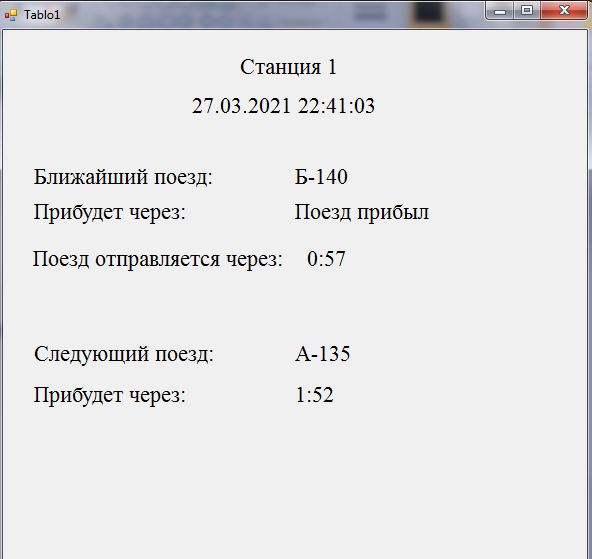 Tablo1
Станция 1
27.03.2021 22:41:03
Ближайший поезд: Б-140
Прибудет через: Поезд прибыл
Поезд отправляется через: 0:57
Следующий поезд: А-135
Прибудет через: 1:52